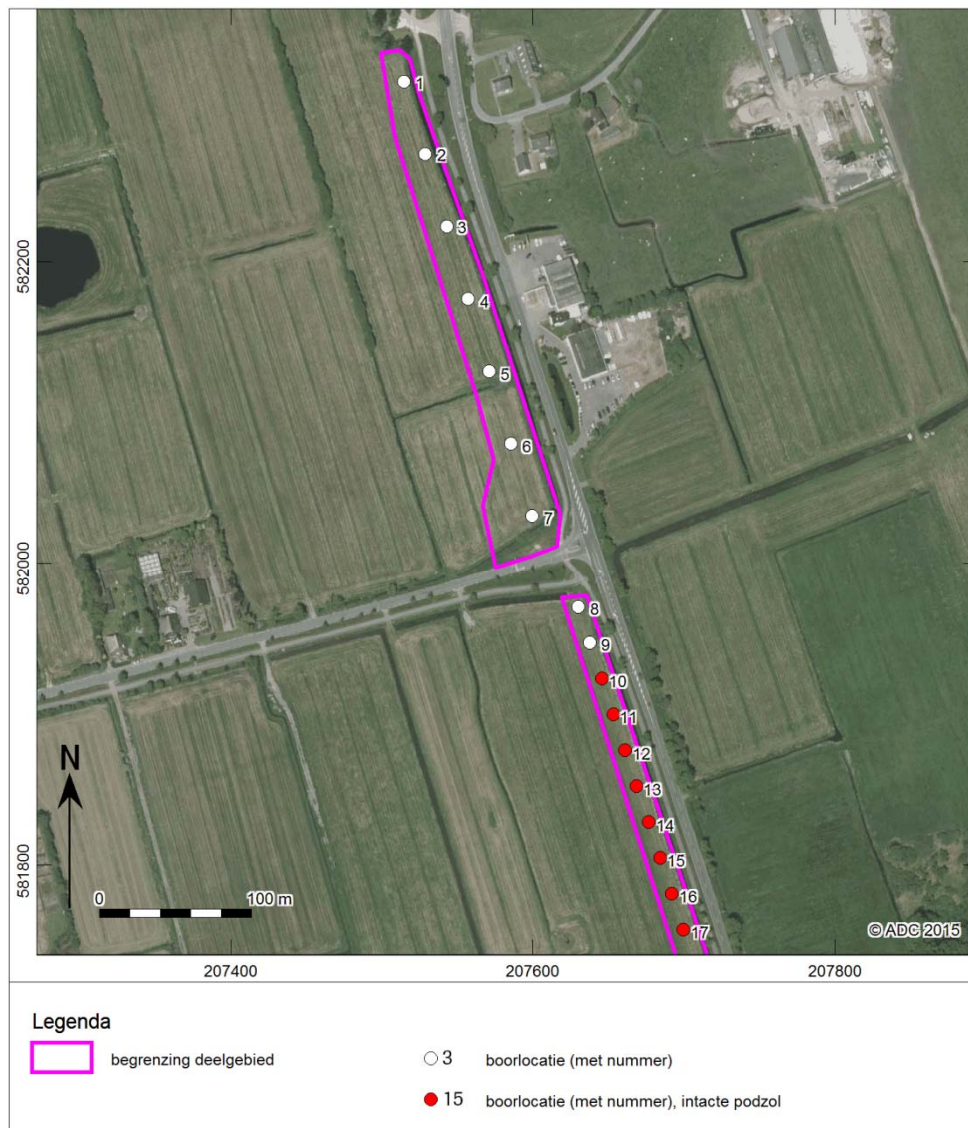 1
2
3
582200
4
5
6
7
582000
8
9
10
11
N
12
13
14
15
581800
0 100 m
16
17
© ADC 2015
207400 207600 207800
Legenda
begrenzing deelgebied
3 boorlocatie (met nummer)
15 boorlocatie (met nummer), intacte podzol